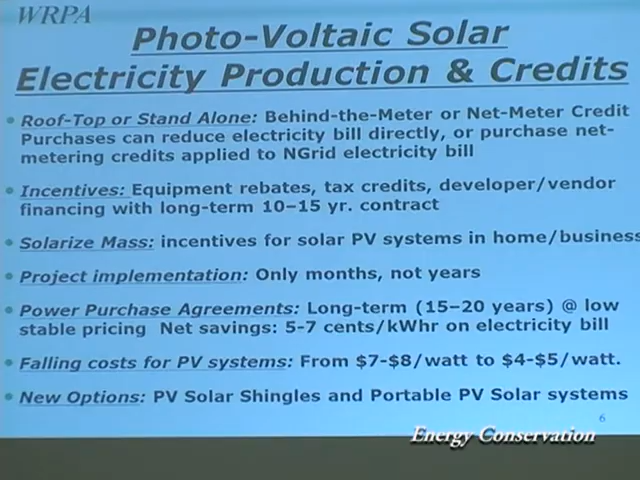 WRPA
Photo-Voltaic Solar
Electricity Production & Credits
Roof-Top or Stand Alone: Behind-the-Meter or Net-Meter Credit
Purchases can reduce electricity bill directly, or purchase net-
metering credits applied to NGrid electricity bill
Incentives: Equipment rebates, tax credits, developer/vendor
financing with long-term 10-15 yr. contract
Solarize Mass: incentives for solar PV systems in home/business
Project implementation: Only months, not years
Power Purchase Agreements: Long-term (15-20 years) @ low
stable pricing Net savings: 5-7 cents/kWhr on electricity bill
Falling costs for PV systems: From $7-$8/watt to $4-$5/watt.
New Options: PV Solar Shingles and Portable PV Solar systems
6
Energy Conservation